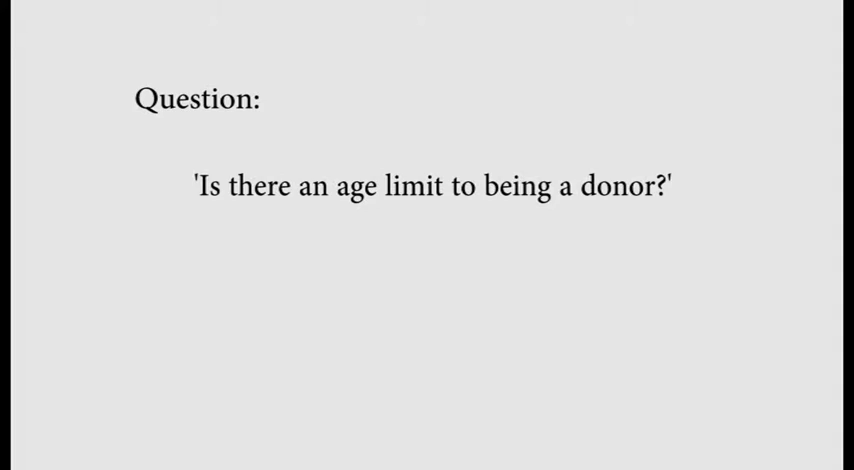 Question:
'Is there an age limit to being a donor?'